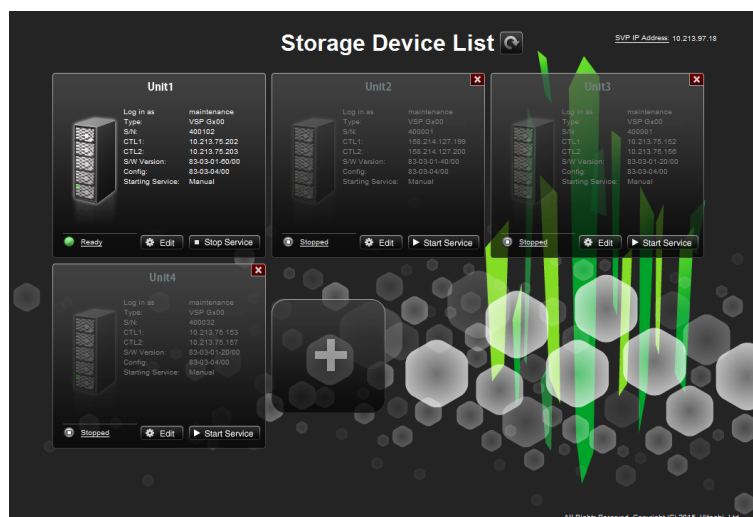 Storage Device List
SVP IP Address: 10.213.97.18
Unit1
Log in as maintenance
Type: VSP Gx00
S/N: 400102
CTL1: 10.213.75.202
CTL2: 10.213.75.203
S/W Version: 83-03-01-60/00
Config: 83-03-04/00
Starting Service: Manual
Ready Edit Stop Service
Unit2
Log in as maintenance
Type: VSP Gx00
S/N: 400001
CTL1: 158.214.127.199
CTL2: 158.214.127.200
S/W Version: 83-03-01-40/00
Config: 83-03-04/00
Starting Service: Manual
Stopped Edit Start Service
Unit3
Log in as maintenance
Type: VSP Gx00
S/N: 400001
CTL1: 10.213.75.152
CTL2: 10.213.75.156
S/W Version: 83-03-01-20/00
Config: 83-03-04/00
Starting Service: Manual
Stopped Edit Start Service
Unit4
Log in as maintenance
Type: VSP Gx00
S/N: 400032
CTL1: 10.213.75.153
CTL2: 10.213.75.157
S/W Version: 83-03-01-20/00
Config: 83-03-04/00
Starting Service: Manual
Stopped Edit Start Service
All Rights Reserved, Copyright (C) 2015, Hitachi, Ltd.